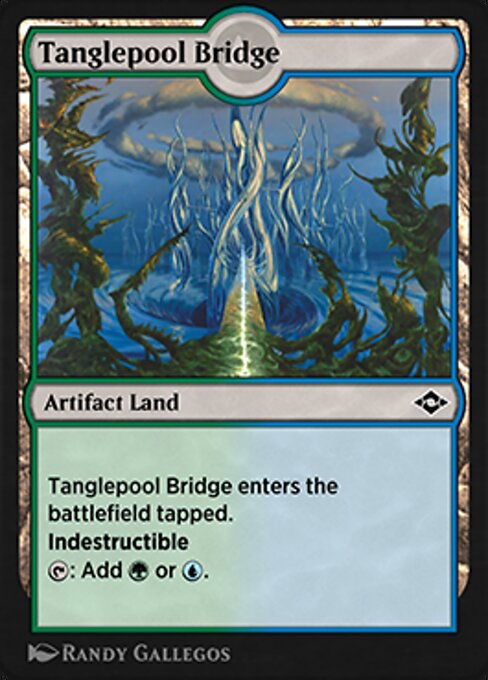 Tanglepool Bridge
Artifact Land
Tanglepool Bridge enters the
battlefield tapped.
Indestructible
: Add or .
RANDY GALLEGOS